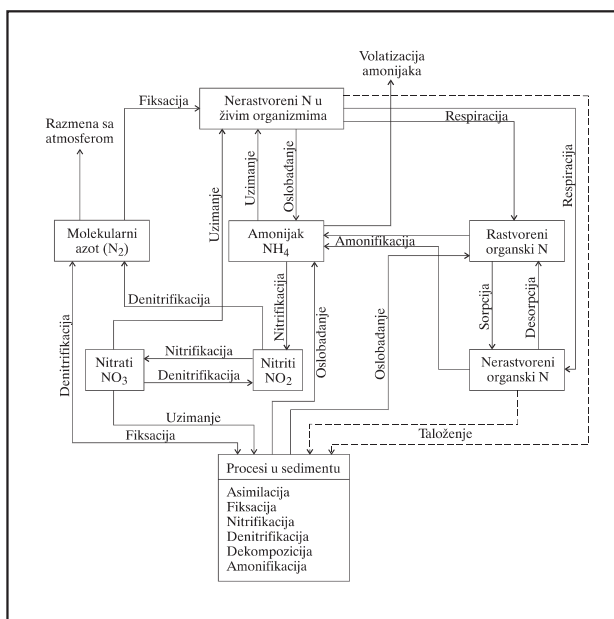 Volatizacija
amonijaka
Fiksacija
Nerastvoreni N u
živim organizmima
Razmena sa
atmosferom
Respiracija
Respiracija
Uzimanje
Uzimanje
Oslobađanje
Molekularni
azot (N2)
Amonijak
NH4
Amonifikacija
Rastvoreni
organski N
Denitrifikacija
Nitrifikacija
Oslobađanje
Oslobađanje
Sorpcija
Desorpcija
Denitrifikacija
Nitrati
NO3
Nitrifikacija
Denitrifikacija
Nitriti
NO2
Nerastvoreni
organski N
Uzimanje
Fiksacija
Taloženje
Procesi u sedimentu
Asimilacija
Fiksacija
Nitrifikacija
Denitrifikacija
Dekompozicija
Amonifikacija